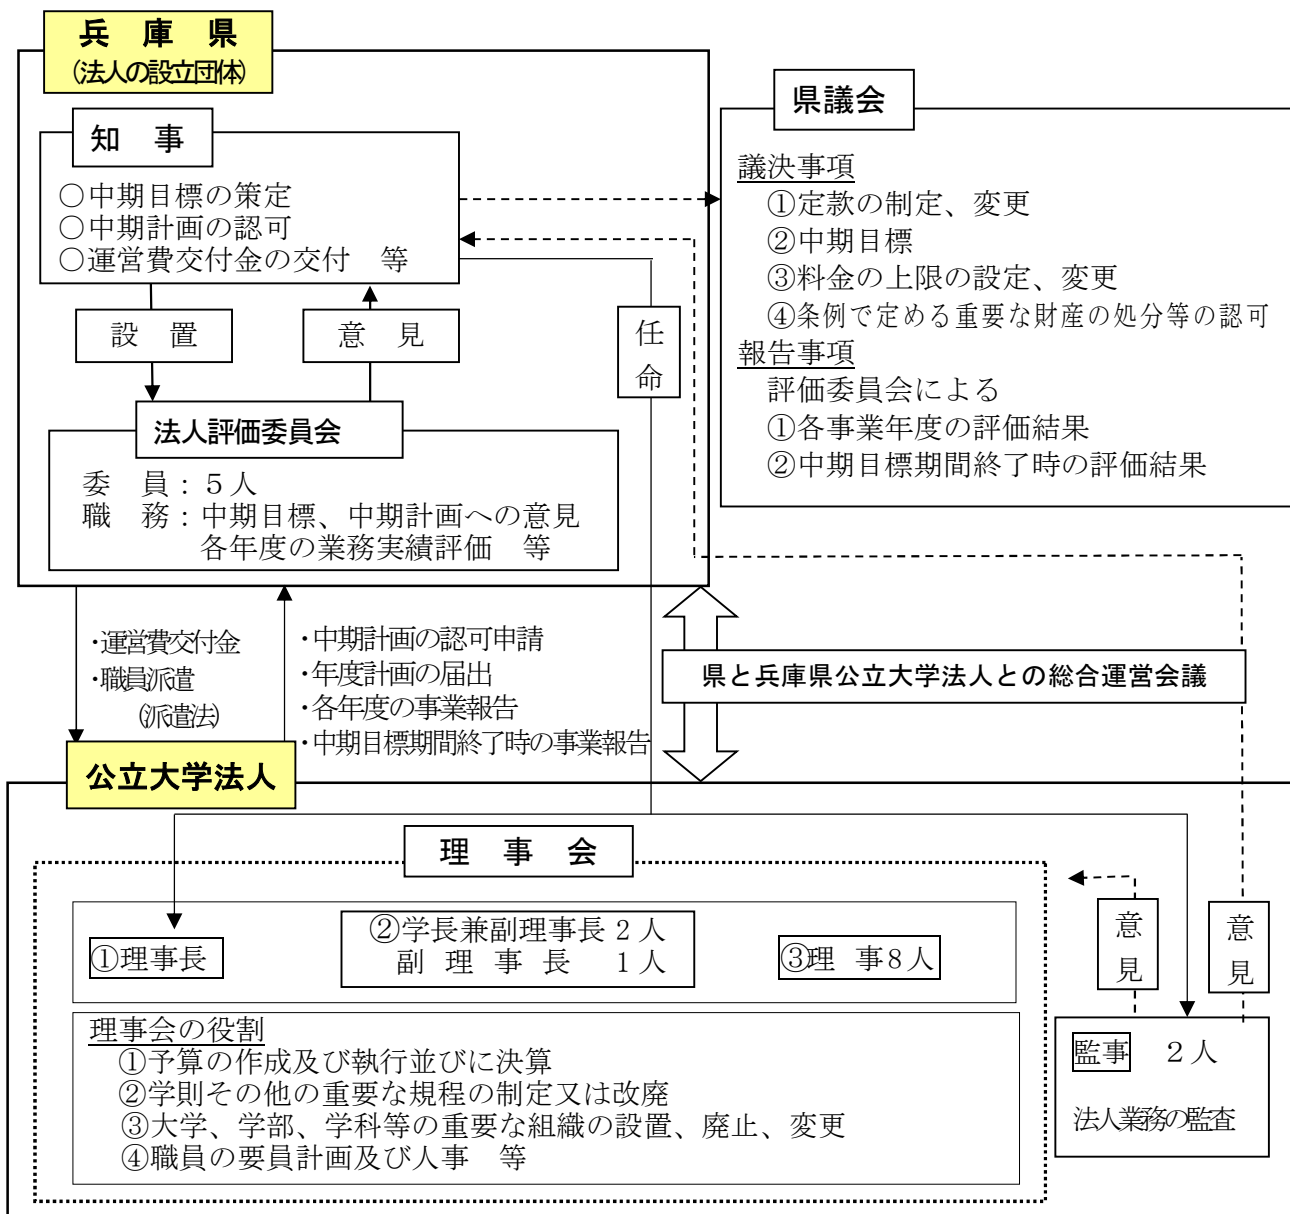 兵　庫　県
(法人の設立団体)
知　事
○中期目標の策定
○中期計画の認可
○運営費交付金の交付　等
設　置
意　見
任命
法人評価委員会
委　員：５人
職　務：中期目標、中期計画への意見
各年度の業務実績評価　等
県議会
議決事項
①定款の制定、変更
②中期目標
③料金の上限の設定、変更
④条例で定める重要な財産の処分等の認可
報告事項
評価委員会による
①各事業年度の評価結果
②中期目標期間終了時の評価結果
・運営費交付金
・職員派遣
(派遣法)
・中期計画の認可申請
・年度計画の届出
・各年度の事業報告
・中期目標期間終了時の事業報告
県と兵庫県公立大学法人との総合運営会議
公立大学法人
理　事　会
①理事長
②学長兼副理事長２人
副　理　事　長　１人
③理　事８人
意見
意見
理事会の役割
①予算の作成及び執行並びに決算
②学則その他の重要な規程の制定又は改廃
③大学、学部、学科等の重要な組織の設置、廃止、変更
④職員の要員計画及び人事　等
監事　２人
法人業務の監査